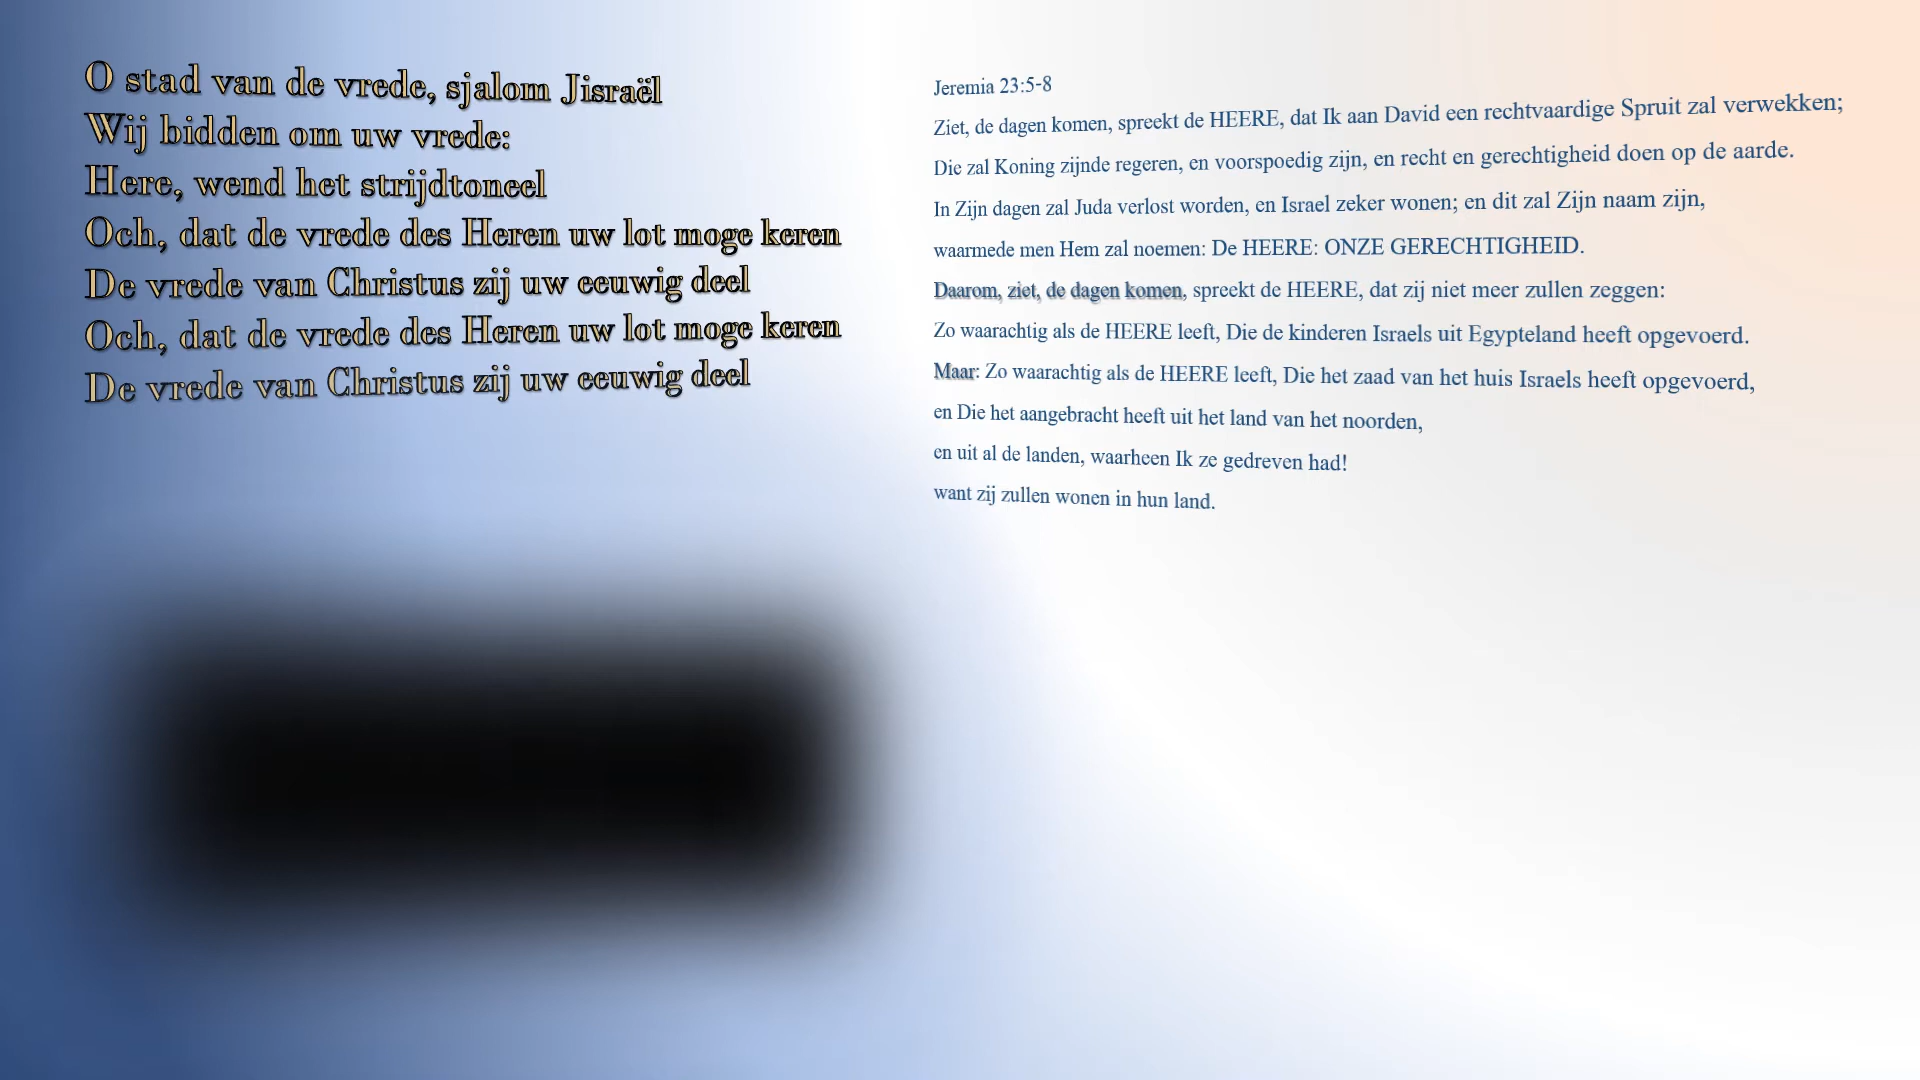 O stad van de vrede, sjalom Jisraël
Wij bidden om uw vrede:
Here, wend het strijdtoneel
Och, dat de vrede des Heren uw lot moge keren
De vrede van Christus zij uw eeuwig deel
Och, dat de vrede des Heren uw lot moge keren
De vrede van Christus zij uw eeuwig deel
Jeremia 23:5-8
Ziet, de dagen komen, spreekt de HEERE, dat Ik aan David een rechtvaardige Spruit zal verwekken;
Die zal Koning zijnde regeren, en voorspoedig zijn, en recht en gerechtigheid doen op de aarde.
In Zijn dagen zal Juda verlost worden, en Israel zeker wonen; en dit zal Zijn naam zijn,
waarmede men Hem zal noemen: De HEERE: ONZE GERECHTIGHEID.
Daarom, ziet, de dagen komen, spreekt de HEERE, dat zij niet meer zullen zeggen:
Zo waarachtig als de HEERE leeft, Die de kinderen Israels uit Egypteland heeft opgevoerd.
Maar: Zo waarachtig als de HEERE leeft, Die het zaad van het huis Israels heeft opgevoerd,
en Die het aangebracht heeft uit het land van het noorden,
en uit al de landen, waarheen Ik ze gedreven had!
want zij zullen wonen in hun land.